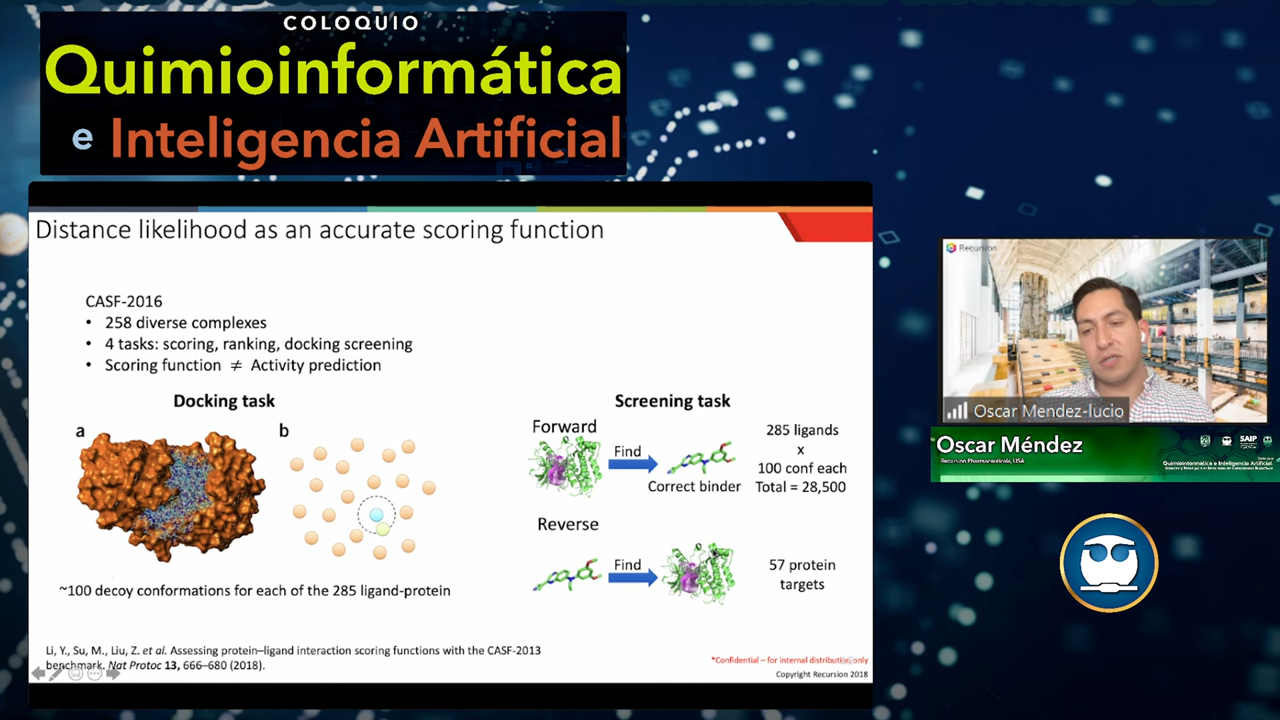 COLOQUIO
Quimioinformática
e Inteligencia Artificial
Distance likelihood as an accurate scoring function
CASF-2016
• 258 diverse complexes
• 4 tasks: scoring, ranking, docking screening
• Scoring function ≠ Activity prediction
Docking task
a
b
~100 decoy conformations for each of the 285 ligand-protein
Screening task
Forward
Find
Correct binder
285 ligands
x
100 conf each
Total = 28,500
Reverse
Find
57 protein
targets
Li, Y., Su, M., Liu, Z. et al. Assessing protein–ligand interaction scoring functions with the CASF-2013
benchmark. Nat Protoc 13, 666–680 (2018).
*Confidential – for internal distribution only
Copyright Recursion 2018
Recursion
Oscar Mendez-lucio
Oscar Méndez
Recursion Pharmaceuticals, USA
SAIP
Quimioinformática e Inteligencia Artificial